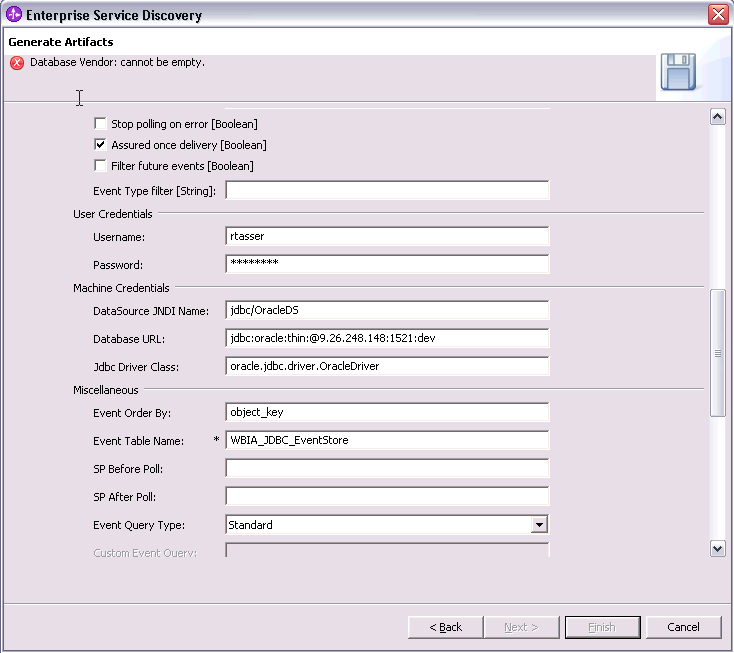 Enterprise Service Discovery
Generate Artifacts
Database Vendor: cannot be empty.
Stop polling on error [Boolean]
Assured once delivery [Boolean]
Filter future events [Boolean]
Event Type filter [String]:
User Credentials
Username: rtasser
Password: ********
Machine Credentials
DataSource JNDI Name: jdbc/OracleDS
Database URL: jdbc:oracle:thin:@9.26.248.148:1521:dev
Jdbc Driver Class: oracle.jdbc.driver.OracleDriver
Miscellaneous
Event Order By: object_key
Event Table Name: * WBIA_JDBC_EventStore
SP Before Poll:
SP After Poll:
Event Query Type: Standard
Custom Event Query:
< Back Next > Finish Cancel